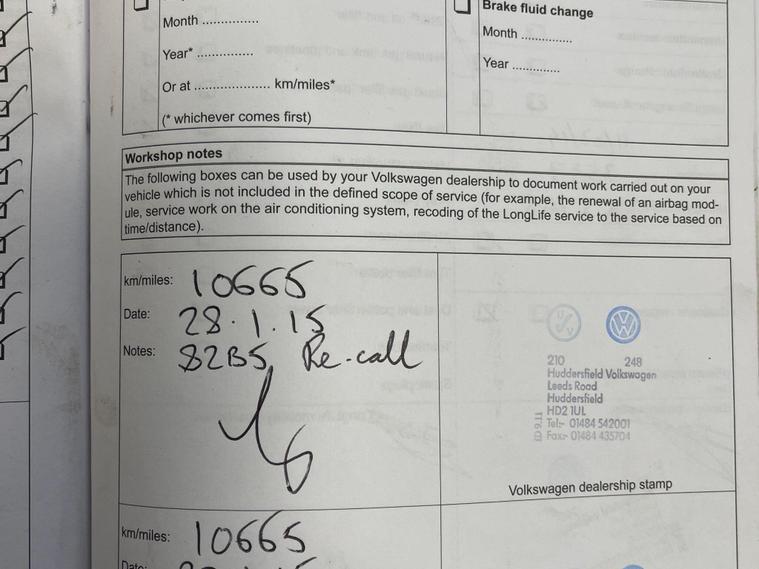 Month ..............
Year* ..............
Or at ................... km/miles*
(* whichever comes first)
Brake fluid change
Month .............
Year ............
Workshop notes
The following boxes can be used by your Volkswagen dealership to document work carried out on your
vehicle which is not included in the defined scope of service (for example, the renewal of an airbag mod-
ule, service work on the air conditioning system, recoding of the LongLife service to the service based on
time/distance).
km/miles: 10665
Date: 28.1.15
Notes: 82B5 Re-call
210 248
Huddersfield Volkswagen
Leeds Road
Huddersfield
HD2 1UL
Tel:- 01484 542001
Fax:- 01484 435704
Volkswagen dealership stamp
km/miles: 10665
Date: